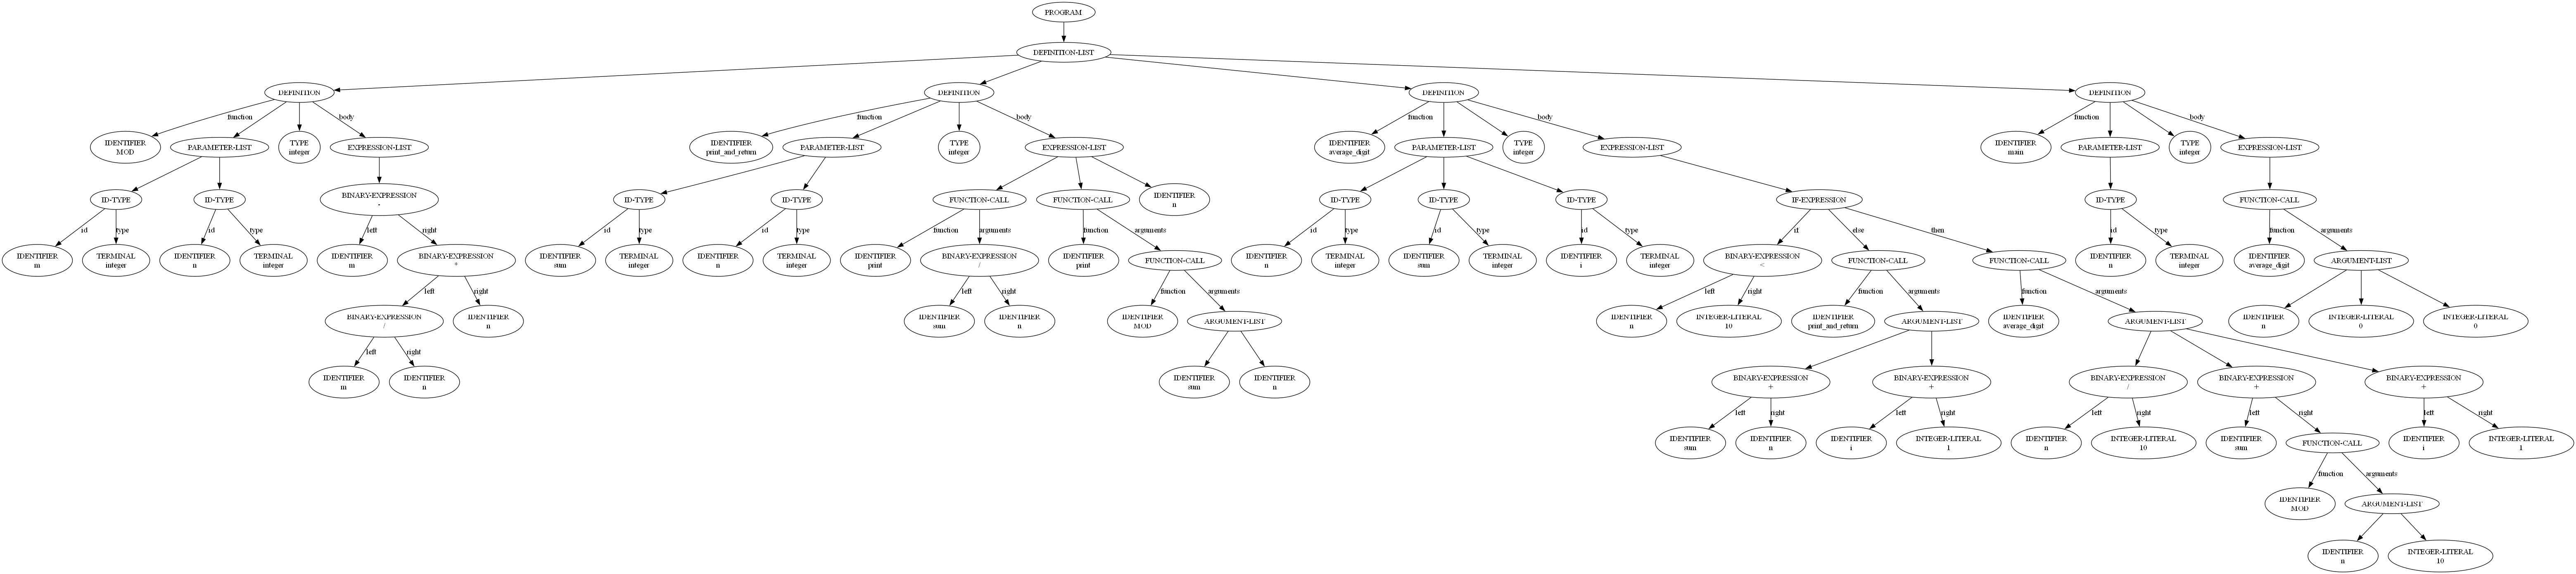 PROGRAM
DEFINITION-LIST
DEFINITION
DEFINITION
DEFINITION
DEFINITION
function
body
function
body
function
body
function
body
IDENTIFIER
MOD
PARAMETER-LIST
TYPE
integer
EXPRESSION-LIST
IDENTIFIER
print_and_return
PARAMETER-LIST
TYPE
integer
EXPRESSION-LIST
IDENTIFIER
average_digit
PARAMETER-LIST
TYPE
integer
EXPRESSION-LIST
IDENTIFIER
main
PARAMETER-LIST
TYPE
integer
EXPRESSION-LIST
ID-TYPE
ID-TYPE
BINARY-EXPRESSION
-
ID-TYPE
ID-TYPE
FUNCTION-CALL
FUNCTION-CALL
IDENTIFIER
n
ID-TYPE
ID-TYPE
ID-TYPE
IF-EXPRESSION
ID-TYPE
FUNCTION-CALL
id
type
id
type
left
right
id
type
id
type
function
arguments
function
arguments
id
type
id
type
id
type
if
else
then
id
type
function
arguments
IDENTIFIER
m
TERMINAL
integer
IDENTIFIER
n
TERMINAL
integer
IDENTIFIER
m
BINARY-EXPRESSION
*
IDENTIFIER
sum
TERMINAL
integer
IDENTIFIER
n
TERMINAL
integer
IDENTIFIER
print
BINARY-EXPRESSION
/
IDENTIFIER
print
FUNCTION-CALL
IDENTIFIER
n
TERMINAL
integer
IDENTIFIER
sum
TERMINAL
integer
IDENTIFIER
i
TERMINAL
integer
BINARY-EXPRESSION
<
FUNCTION-CALL
FUNCTION-CALL
IDENTIFIER
n
TERMINAL
integer
IDENTIFIER
average_digit
ARGUMENT-LIST
left
right
left
right
function
arguments
left
right
function
arguments
function
arguments
BINARY-EXPRESSION
/
IDENTIFIER
n
IDENTIFIER
sum
IDENTIFIER
n
IDENTIFIER
MOD
ARGUMENT-LIST
IDENTIFIER
n
INTEGER-LITERAL
10
IDENTIFIER
print_and_return
ARGUMENT-LIST
IDENTIFIER
average_digit
ARGUMENT-LIST
IDENTIFIER
n
INTEGER-LITERAL
0
INTEGER-LITERAL
0
left
right
IDENTIFIER
m
IDENTIFIER
n
IDENTIFIER
sum
IDENTIFIER
n
BINARY-EXPRESSION
+
BINARY-EXPRESSION
+
BINARY-EXPRESSION
/
BINARY-EXPRESSION
+
BINARY-EXPRESSION
+
left
right
left
right
left
right
left
right
left
right
IDENTIFIER
sum
IDENTIFIER
n
IDENTIFIER
i
INTEGER-LITERAL
1
IDENTIFIER
n
INTEGER-LITERAL
10
IDENTIFIER
sum
FUNCTION-CALL
IDENTIFIER
i
INTEGER-LITERAL
1
function
arguments
IDENTIFIER
MOD
ARGUMENT-LIST
IDENTIFIER
n
INTEGER-LITERAL
10